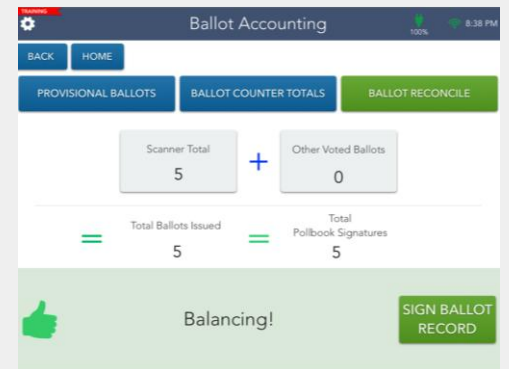 TRAINING
Ballot Accounting
100%
8:38 PM
BACK
HOME
PROVISIONAL BALLOTS
BALLOT COUNTER TOTALS
BALLOT RECONCILE
Scanner Total
5
+
Other Voted Ballots
0
=
Total Ballots Issued
5
=
Total
Pollbook Signatures
5
Balancing!
SIGN BALLOT
RECORD